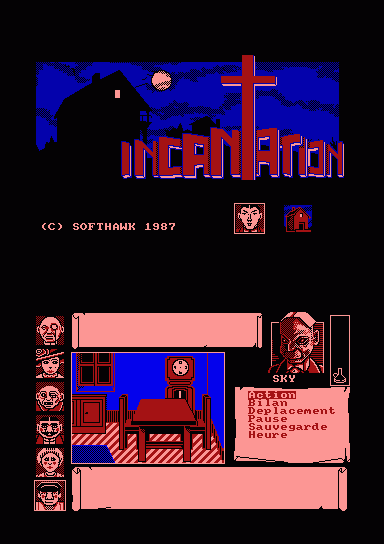 INCANTATION
(C) SOFTHAWK 1987
SKY
Action
Bilan
Deplacement
Pause
Sauvegarde
Heure